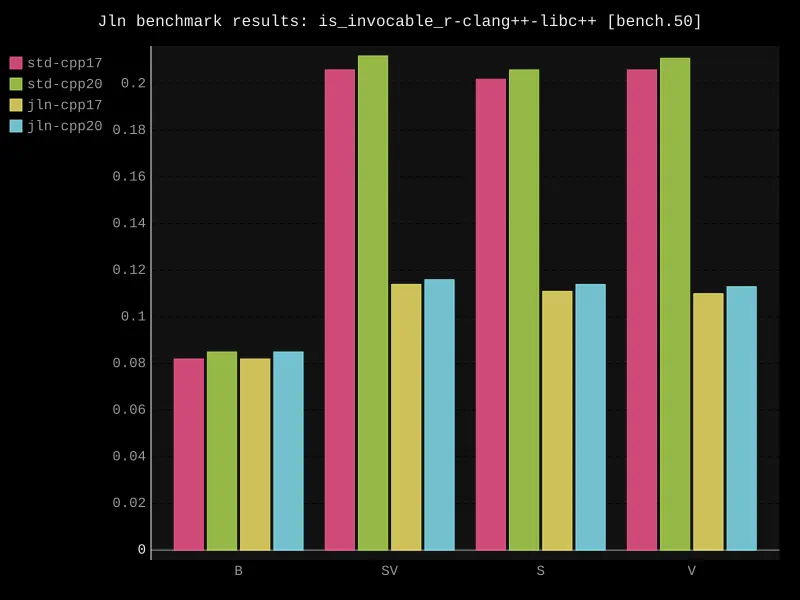 Jln benchmark results: is_invocable_r-clang++-libc++ [bench.50]
std-cpp17
std-cpp20
jln-cpp17
jln-cpp20
0.2
0.18
0.16
0.14
0.12
0.1
0.08
0.06
0.04
0.02
0
B SV S V